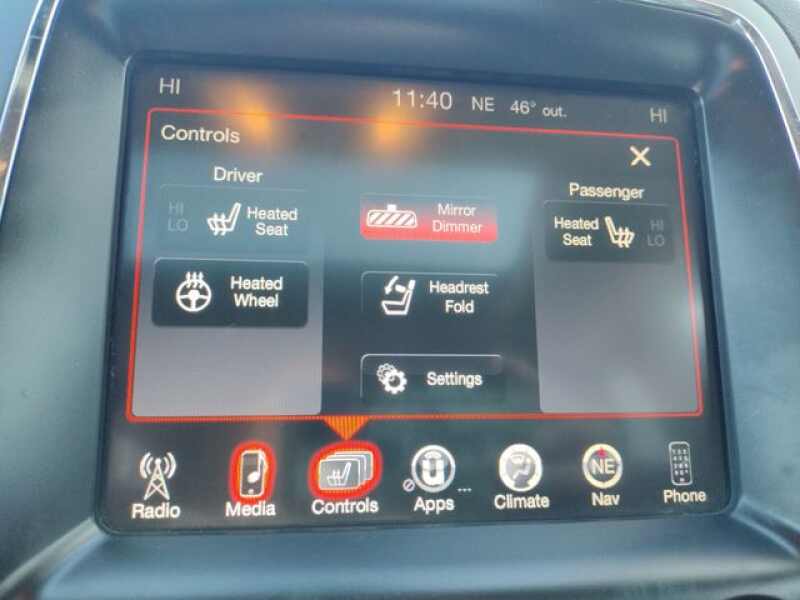 HI 11:40 NE 46° out. HI
Controls
Driver
HI
LO
Heated
Seat
Heated
Wheel
Mirror
Dimmer
Headrest
Fold
Settings
Passenger
Heated
Seat
HI
LO
Radio
Media
Controls
Apps ...
Climate
NE
Nav
Phone